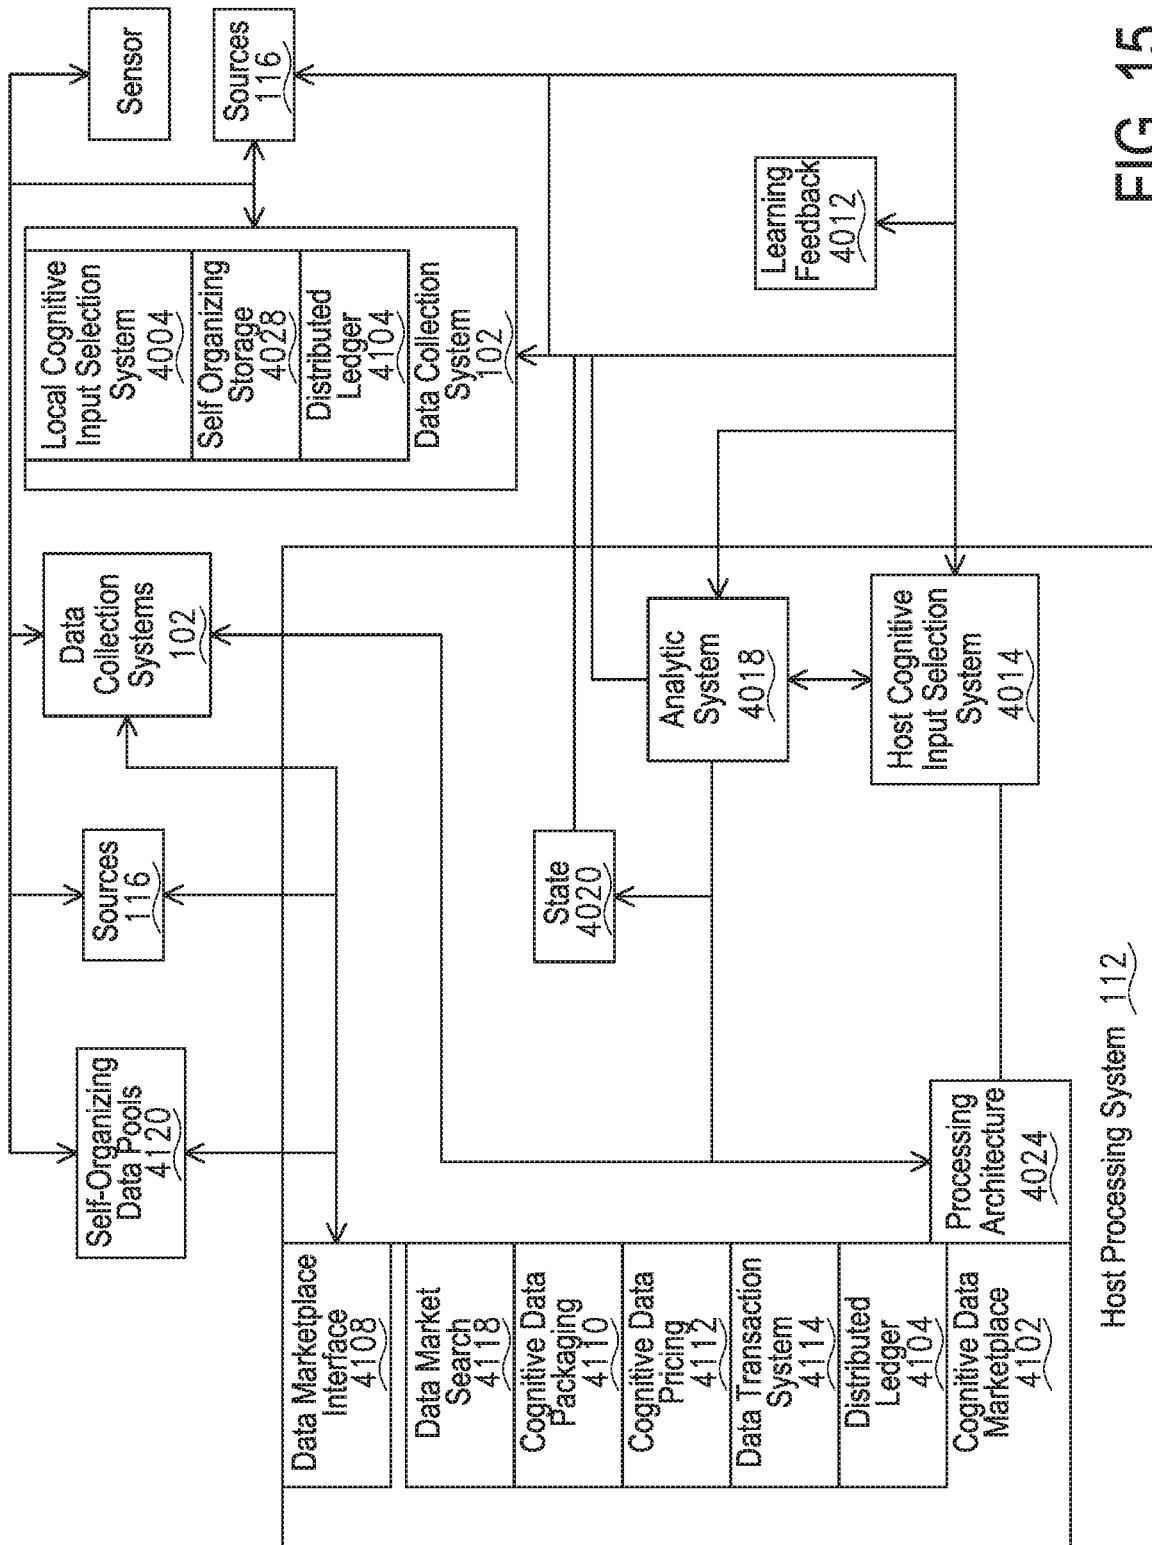 Self-Organizing
Data Pools
4120
Sources
116
Data
Collection
Systems
102
Local Cognitive
Input Selection
System
4004
Self Organizing
Storage
4028
Distributed
Ledger
4104
Data Collection
System
102
Sensor
Sources
116
Data Marketplace
Interface
4108
Data Market
Search
4118
Cognitive Data
Packaging
4110
Cognitive Data
Pricing
4112
Data Transaction
System
4114
Distributed
Ledger
4104
Cognitive Data
Marketplace
4102
Processing
Architecture
4024
State
4020
Analytic
System
4018
Host Cognitive
Input Selection
System
4014
Learning
Feedback
4012
Host Processing System 112
FIG. 15